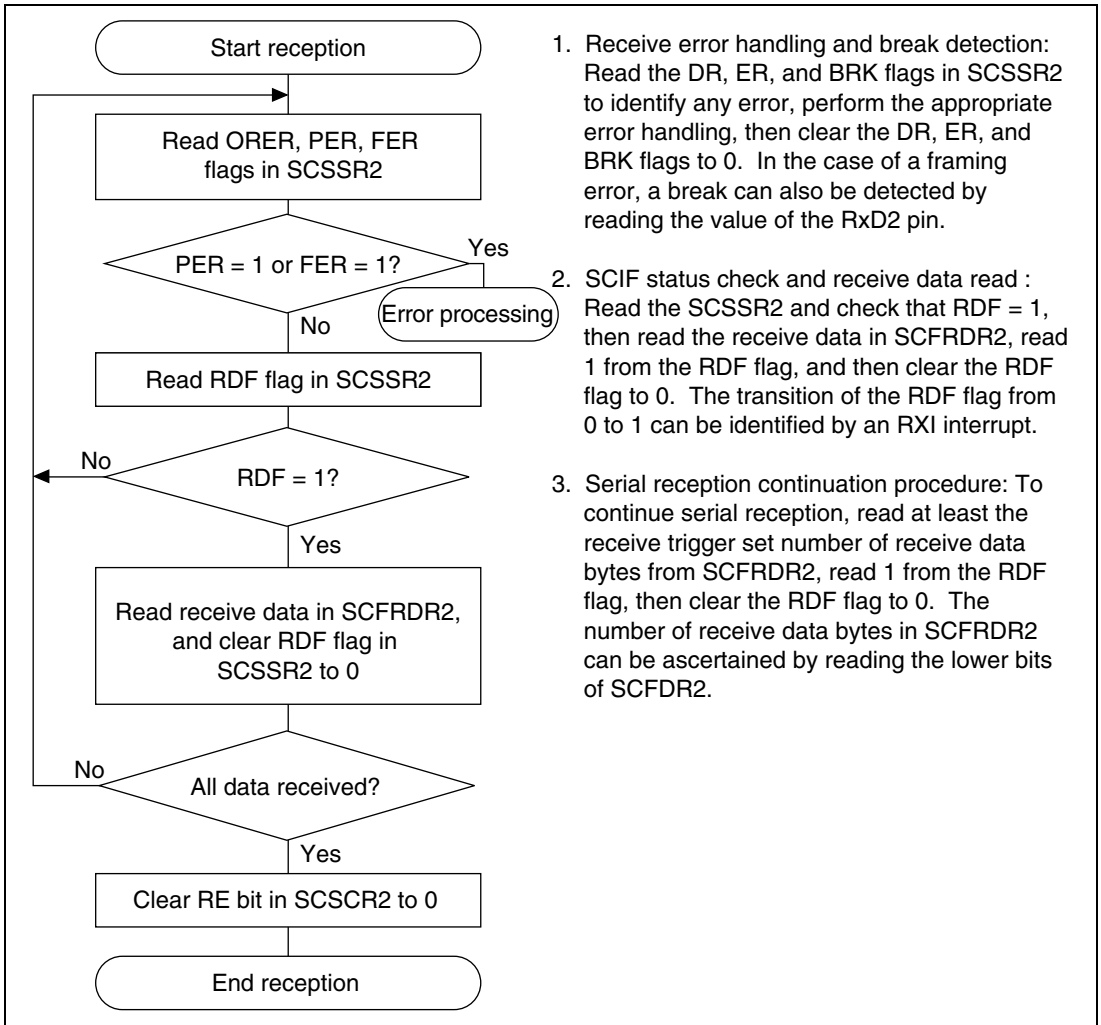 Start reception
Read ORER, PER, FER
flags in SCSSR2
PER = 1 or FER = 1?
Yes
Error processing
No
Read RDF flag in SCSSR2
No
RDF = 1?
Yes
Read receive data in SCFRDR2,
and clear RDF flag in
SCSSR2 to 0
No
All data received?
Yes
Clear RE bit in SCSCR2 to 0
End reception
1. Receive error handling and break detection:
Read the DR, ER, and BRK flags in SCSSR2
to identify any error, perform the appropriate
error handling, then clear the DR, ER, and
BRK flags to 0. In the case of a framing
error, a break can also be detected by
reading the value of the RxD2 pin.
2. SCIF status check and receive data read :
Read the SCSSR2 and check that RDF = 1,
then read the receive data in SCFRDR2, read
1 from the RDF flag, and then clear the RDF
flag to 0. The transition of the RDF flag from
0 to 1 can be identified by an RXI interrupt.
3. Serial reception continuation procedure: To
continue serial reception, read at least the
receive trigger set number of receive data
bytes from SCFRDR2, read 1 from the RDF
flag, then clear the RDF flag to 0. The
number of receive data bytes in SCFRDR2
can be ascertained by reading the lower bits
of SCFDR2.